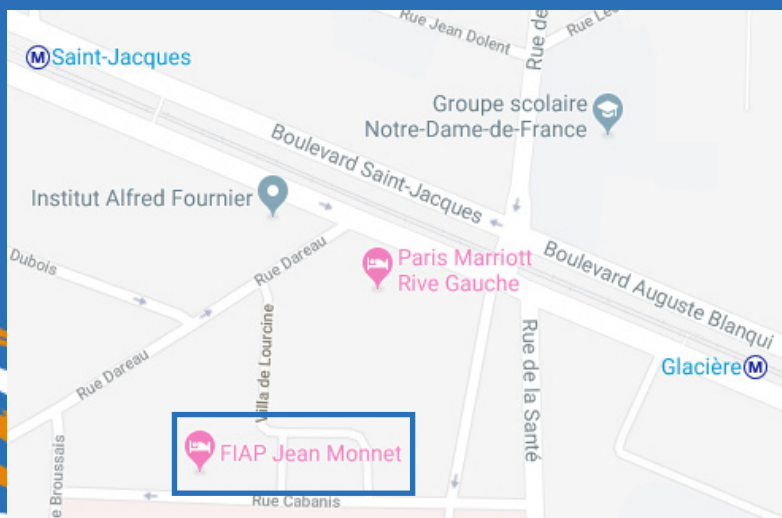 Rue Jean Dolent
Rue de
Rue Leo
M Saint-Jacques
Groupe scolaire
Notre-Dame-de-France
Boulevard Saint-Jacques
Institut Alfred Fournier
Dubois
Rue Dareau
Paris Marriott
Rive Gauche
Boulevard Auguste Blanqui
Rue Dareau
Villa de Lourcine
Rue de la Santé
Glacière M
FIAP Jean Monnet
e Broussais
Rue Cabanis